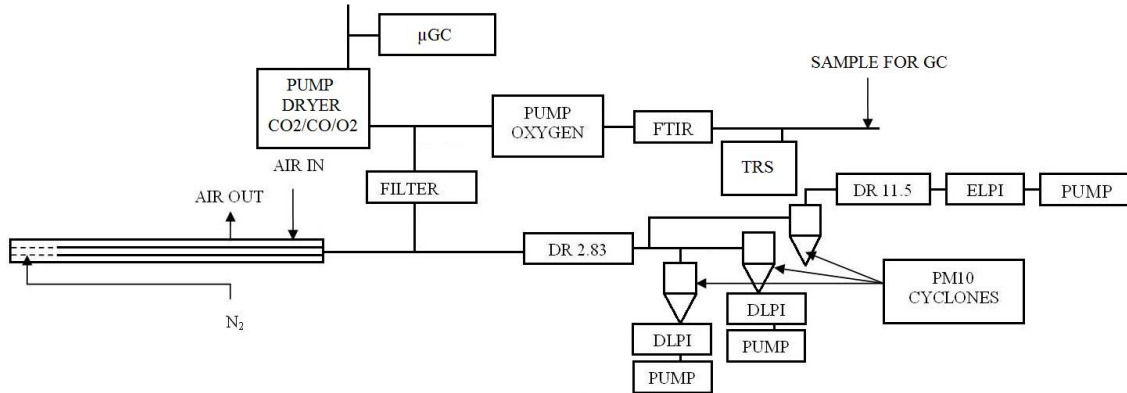 µGC
SAMPLE FOR GC
PUMP
DRYER
CO2/CO/O2
PUMP
OXYGEN
FTIR
TRS
AIR IN
FILTER
AIR OUT
DR 11.5
ELPI
PUMP
DR 2.83
PM10
CYCLONES
N₂
DLPI
PUMP
DLPI
PUMP